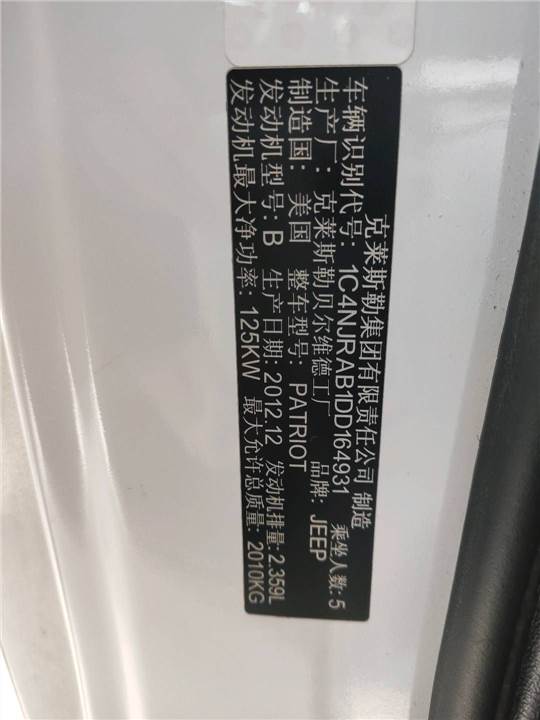 克莱斯勒集团有限责任公司 制造
车辆识别代号: 1C4NJRAB1DD164931 乘坐人数: 5
生产厂: 克莱斯勒贝尔维德工厂 品牌: JEEP
制造国: 美国 整车型号: PATRIOT
发动机型号: B 生产日期: 2012.12 发动机排量: 2.359L
发动机最大净功率: 125KW 最大允许总质量: 2010KG